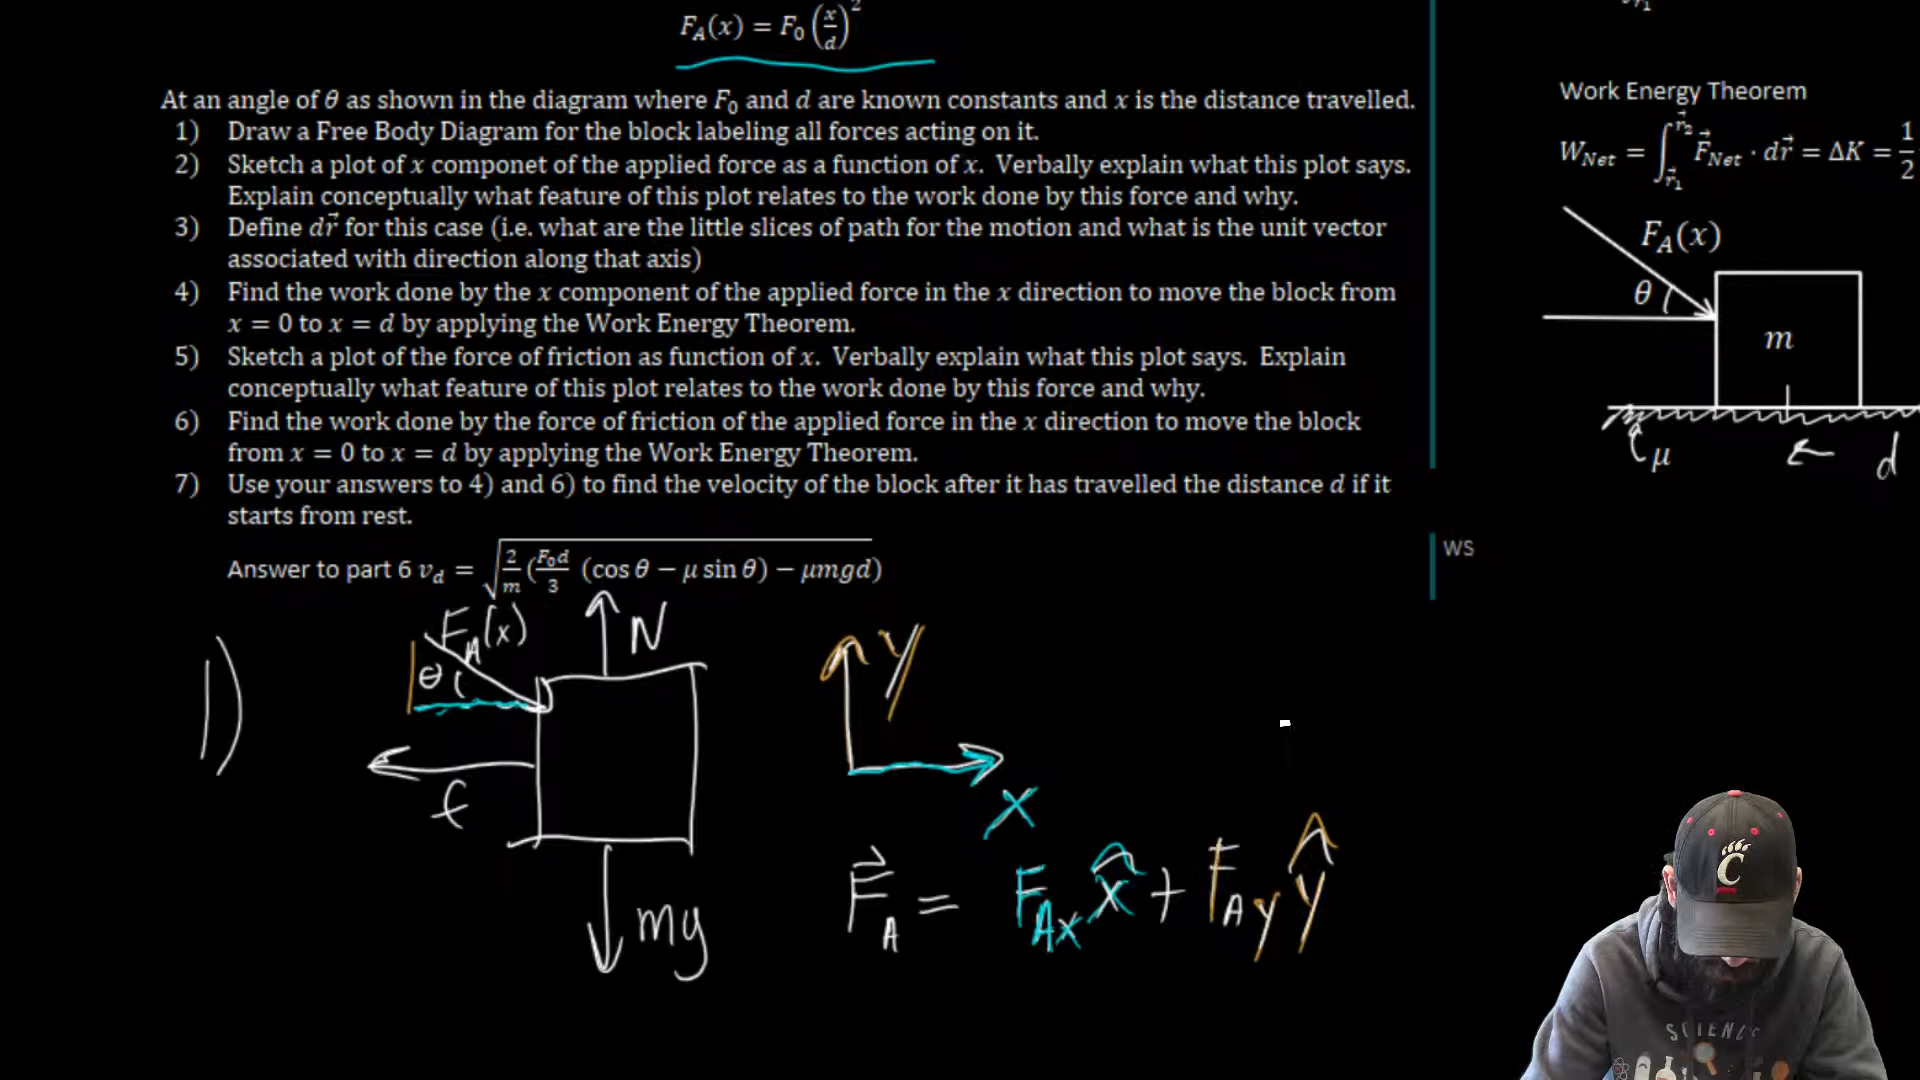 F_A(x) = F_0 (x/d)^2
At an angle of θ as shown in the diagram where F_0 and d are known constants and x is the distance travelled.
1) Draw a Free Body Diagram for the block labeling all forces acting on it.
2) Sketch a plot of x componet of the applied force as a function of x. Verbally explain what this plot says.
Explain conceptually what feature of this plot relates to the work done by this force and why.
3) Define dr⃗ for this case (i.e. what are the little slices of path for the motion and what is the unit vector
associated with direction along that axis)
4) Find the work done by the x component of the applied force in the x direction to move the block from
x = 0 to x = d by applying the Work Energy Theorem.
5) Sketch a plot of the force of friction as function of x. Verbally explain what this plot says. Explain
conceptually what feature of this plot relates to the work done by this force and why.
6) Find the work done by the force of friction of the applied force in the x direction to move the block
from x = 0 to x = d by applying the Work Energy Theorem.
7) Use your answers to 4) and 6) to find the velocity of the block after it has travelled the distance d if it
starts from rest.
Answer to part 6 v_d = √(2/m (F_0d/3 (cos θ − μ sin θ) − μmgd)
1)
F_A(x)
θ
N
f
mg
y
x
F⃗_A = F_Ax x̂ + F_Ay ŷ
r⃗_1
Work Energy Theorem
W_Net = ∫_r⃗_1^r⃗_2 F⃗_Net · dr⃗ = ΔK = 1/2
F_A(x)
θ
m
μ
d
WS
C
SCIENCE